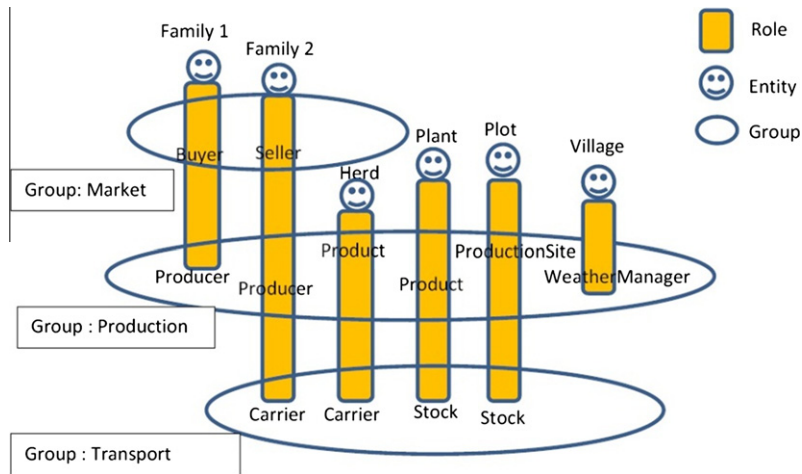 Family 1
Family 2
Role
Entity
Group
Plant
Plot
Village
Buyer
Seller
Herd
Group: Market
Product
ProductionSite
Producer
Producer
Product
WeatherManager
Group : Production
Carrier
Carrier
Stock
Stock
Group : Transport